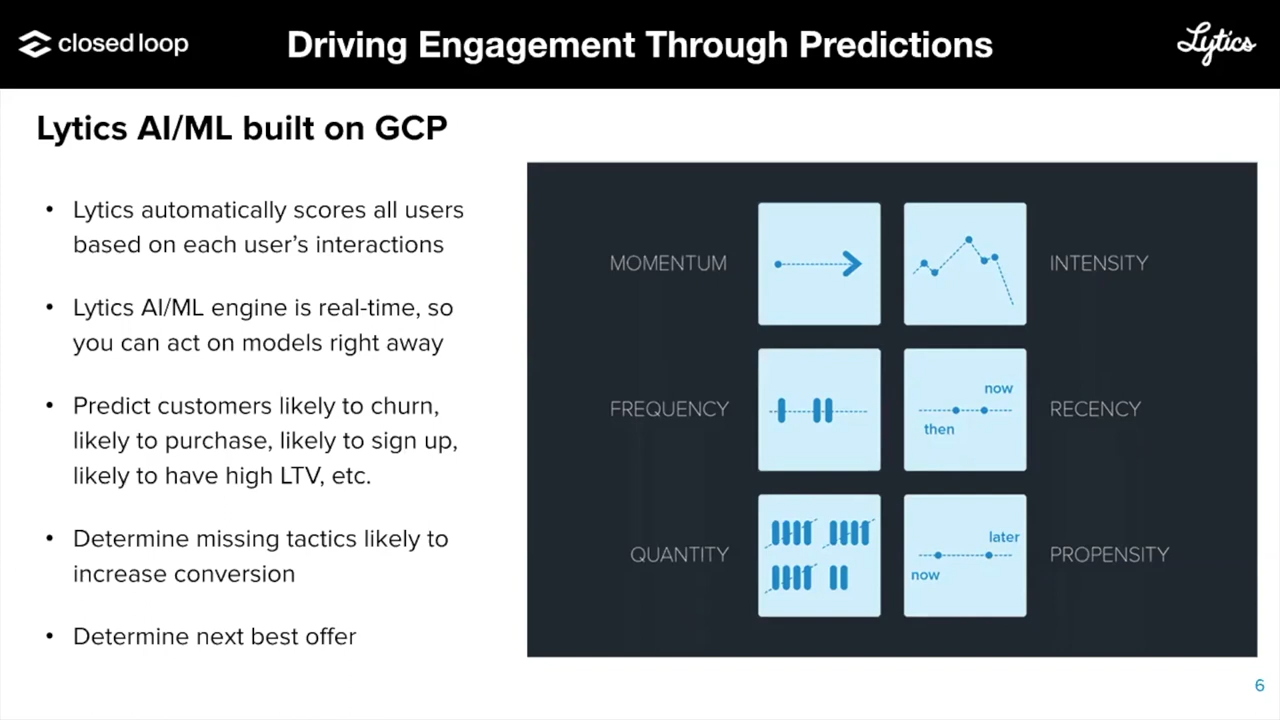 closed loop
Driving Engagement Through Predictions
Lytics
Lytics AI/ML built on GCP
• Lytics automatically scores all users
based on each user’s interactions
• Lytics AI/ML engine is real-time, so
you can act on models right away
• Predict customers likely to churn,
likely to purchase, likely to sign up,
likely to have high LTV, etc.
• Determine missing tactics likely to
increase conversion
• Determine next best offer
MOMENTUM
INTENSITY
FREQUENCY
now
then
RECENCY
QUANTITY
later
now
PROPENSITY
6